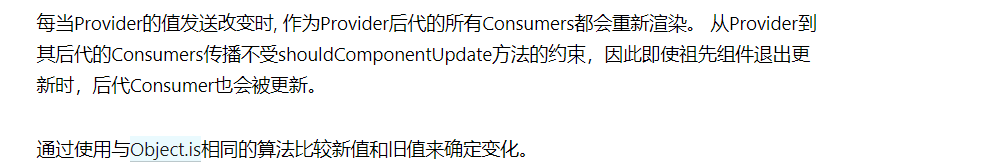 每当Provider的值发送改变时, 作为Provider后代的所有Consumers都会重新渲染。 从Provider到
其后代的Consumers传播不受shouldComponentUpdate方法的约束，因此即使祖先组件退出更
新时，后代Consumer也会被更新。
通过使用与Object.is相同的算法比较新值和旧值来确定变化。